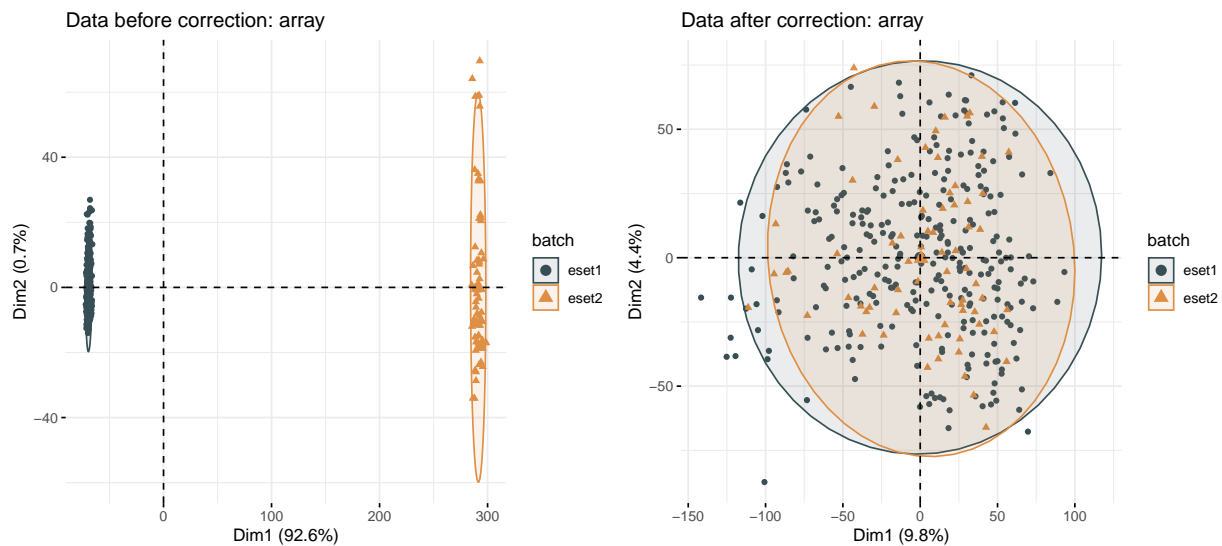 Data before correction: array
Dim2 (0.7%)
40
0
−40
0
100
200
300
Dim1 (92.6%)
batch
eset1
eset2
Data after correction: array
Dim2 (4.4%)
50
0
−50
−150
−100
−50
0
50
100
Dim1 (9.8%)
batch
eset1
eset2